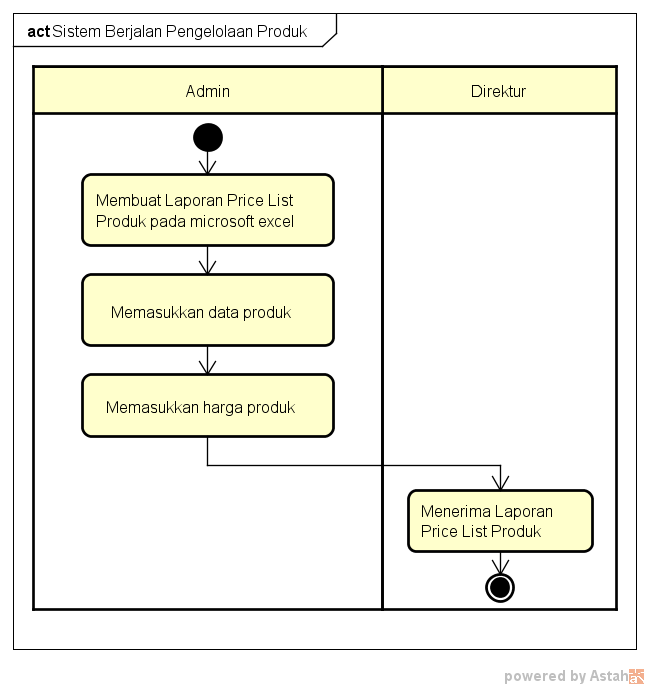 act Sistem Berjalan Pengelolaan Produk
Admin
Direktur
Membuat Laporan Price List
Produk pada microsoft excel
Memasukkan data produk
Memasukkan harga produk
Menerima Laporan
Price List Produk
powered by Astah